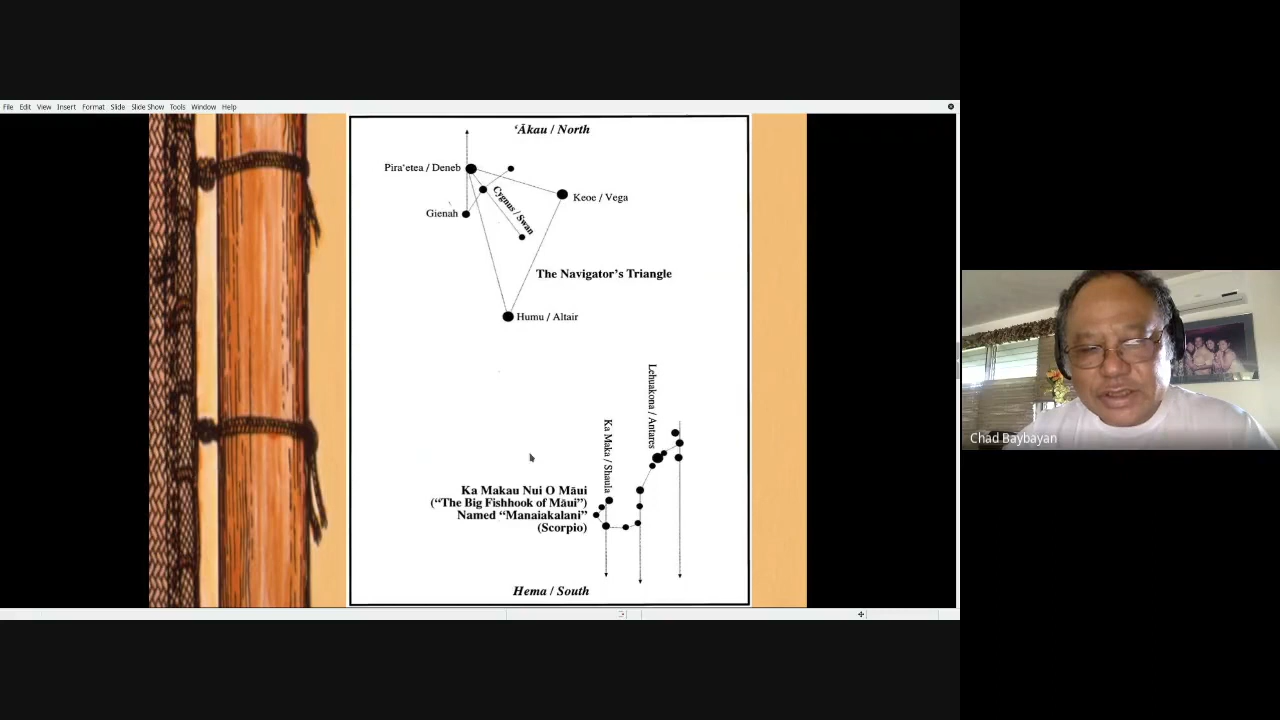 File Edit View Insert Format Slide Slide Show Tools Window Help
ʻĀkau / North
Piraʻetea / Deneb
Keoe / Vega
Cygnus / Swan
Gienah
The Navigator's Triangle
Humu / Altair
Lehuakona / Antares
Ka Maka / Shaula
Ka Makau Nui O Māui
("The Big Fishhook of Māui")
Named "Manaiakalani"
(Scorpio)
Hema / South
Chad Baybayan